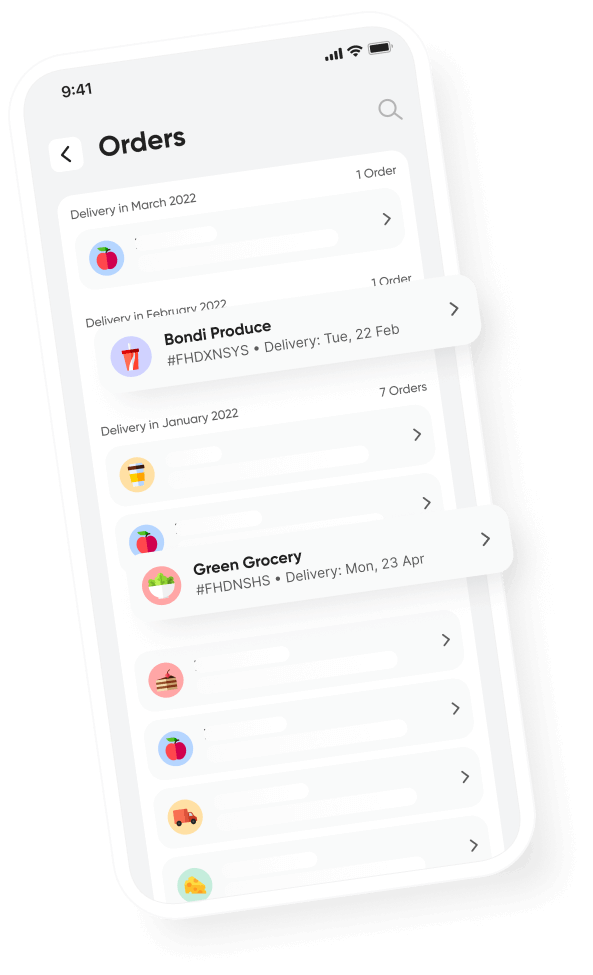 9:41
Orders
Delivery in March 2022
1 Order
Delivery in February 2022
1 Order
Bondi Produce
#FHDXNSYS • Delivery: Tue, 22 Feb
Delivery in January 2022
7 Orders
Green Grocery
#FHDNSHS • Delivery: Mon, 23 Apr